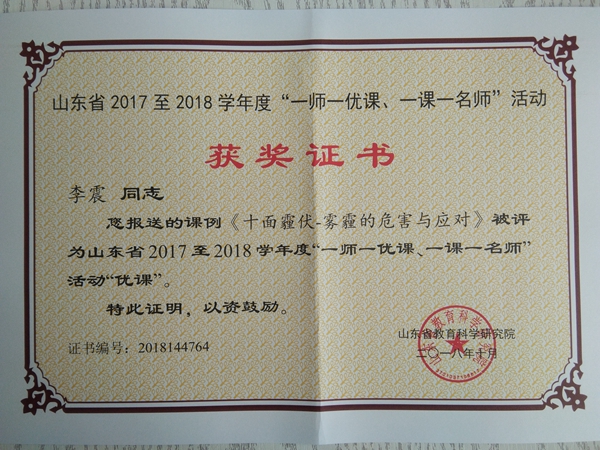 山东省2017至2018学年度“一师一优课、一课一名师”活动
获奖证书
李震 同志
您报送的课例《十面霾伏-雾霾的危害与应对》被评
为山东省2017至2018学年度“一师一优课、一课一名师”
活动“优课”。
特此证明，以资鼓励。
证书编号：2018144764
山东省教育科学研究院
二〇一八年十月